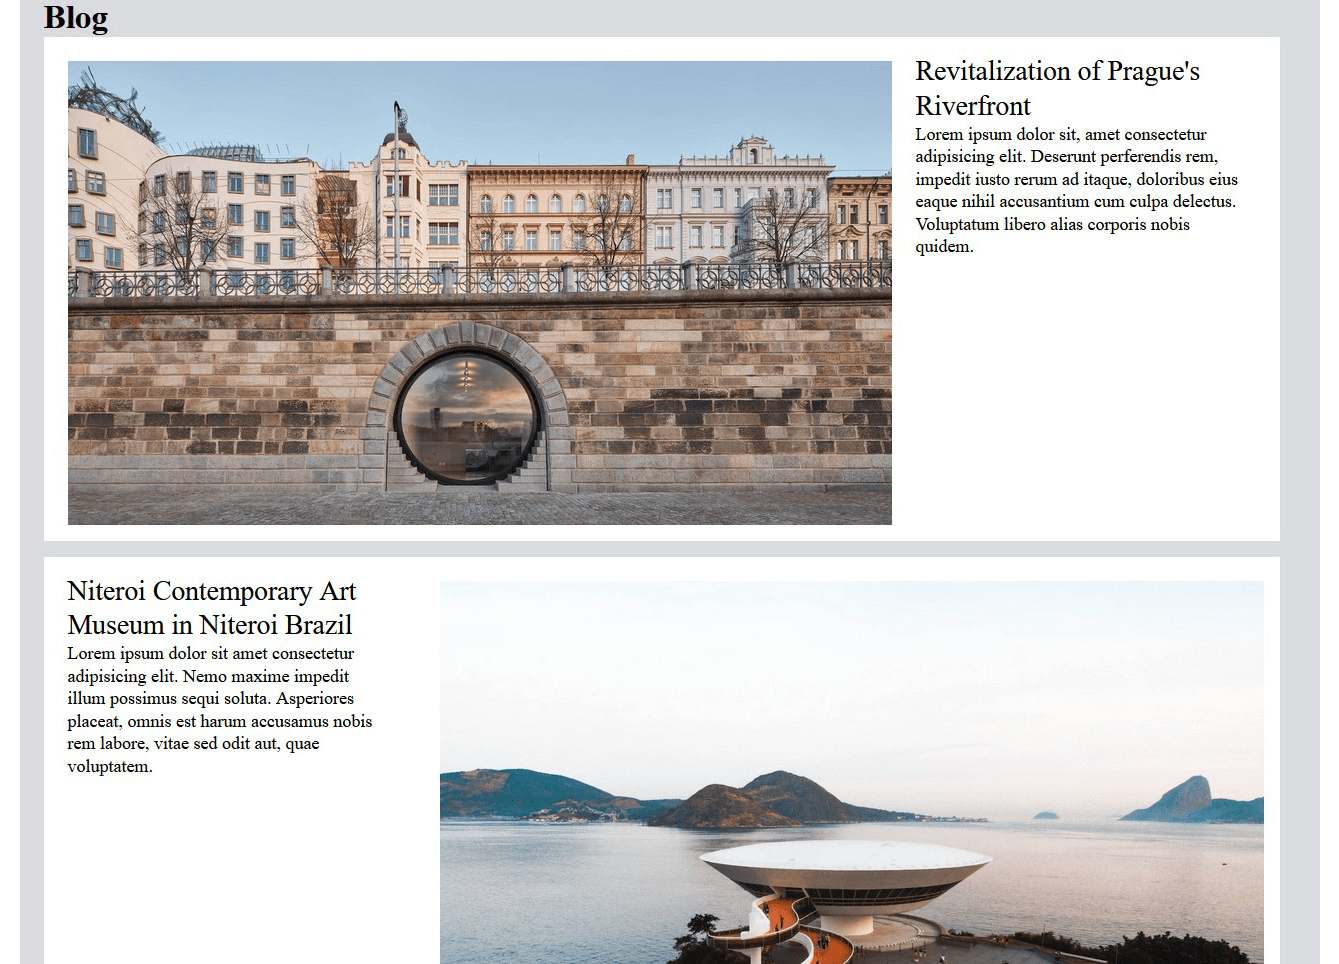 Blog
Revitalization of Prague's
Riverfront
Lorem ipsum dolor sit, amet consectetur
adipisicing elit. Deserunt perferendis rem,
impedit iusto rerum ad itaque, doloribus eius
eaque nihil accusantium cum culpa delectus.
Voluptatum libero alias corporis nobis
quidem.
Niteroi Contemporary Art
Museum in Niteroi Brazil
Lorem ipsum dolor sit amet consectetur
adipisicing elit. Nemo maxime impedit
illum possimus sequi soluta. Asperiores
placeat, omnis est harum accusamus nobis
rem labore, vitae sed odit aut, quae
voluptatem.